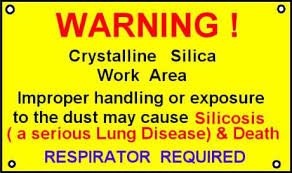 WARNING !
Crystalline Silica
Work Area
Improper handling or exposure
to the dust may cause Silicosis
( a serious Lung Disease) & Death
RESPIRATOR REQUIRED